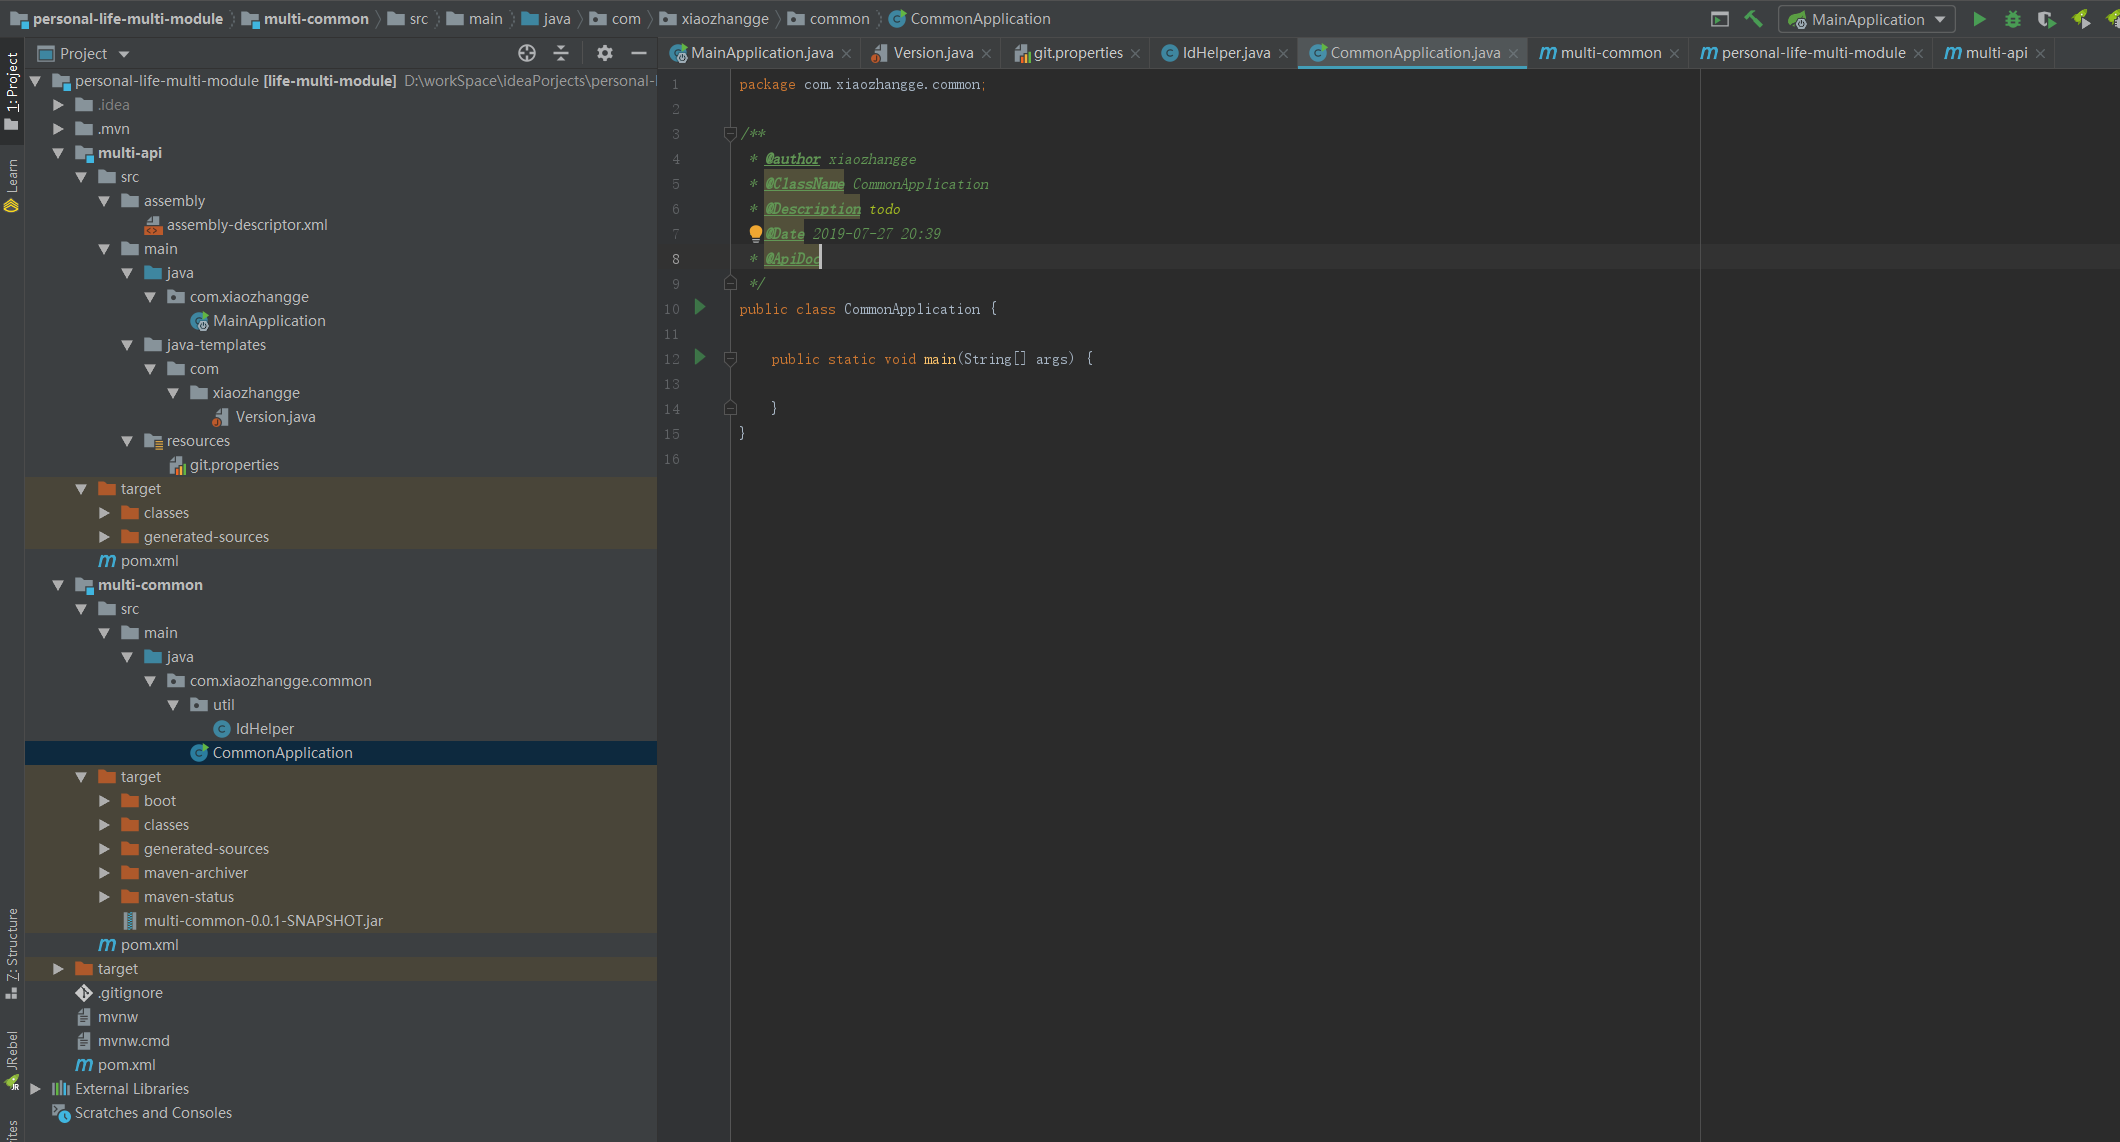 personal-life-multi-module multi-common src main java com xiaozhangge common CommonApplication
MainApplication
Project
MainApplication.java Version.java git.properties IdHelper.java CommonApplication.java multi-common personal-life-multi-module multi-api
1: Project
Learn
Z: Structure
JRebel
personal-life-multi-module [life-multi-module] D:\workSpace\ideaPorjects\personal-l
.idea
.mvn
multi-api
src
assembly
assembly-descriptor.xml
main
java
com.xiaozhangge
MainApplication
java-templates
com
xiaozhangge
Version.java
resources
git.properties
target
classes
generated-sources
pom.xml
multi-common
src
main
java
com.xiaozhangge.common
util
IdHelper
CommonApplication
target
boot
classes
generated-sources
maven-archiver
maven-status
multi-common-0.0.1-SNAPSHOT.jar
pom.xml
target
.gitignore
mvnw
mvnw.cmd
pom.xml
External Libraries
Scratches and Consoles
1 package com.xiaozhangge.common;
2
3 /**
4 * @author xiaozhangge
5 * @ClassName CommonApplication
6 * @Description todo
7 @Date 2019-07-27 20:39
8 * @ApiDoc
9 */
10 public class CommonApplication {
11
12 public static void main(String[] args) {
13
14 }
15 }
16